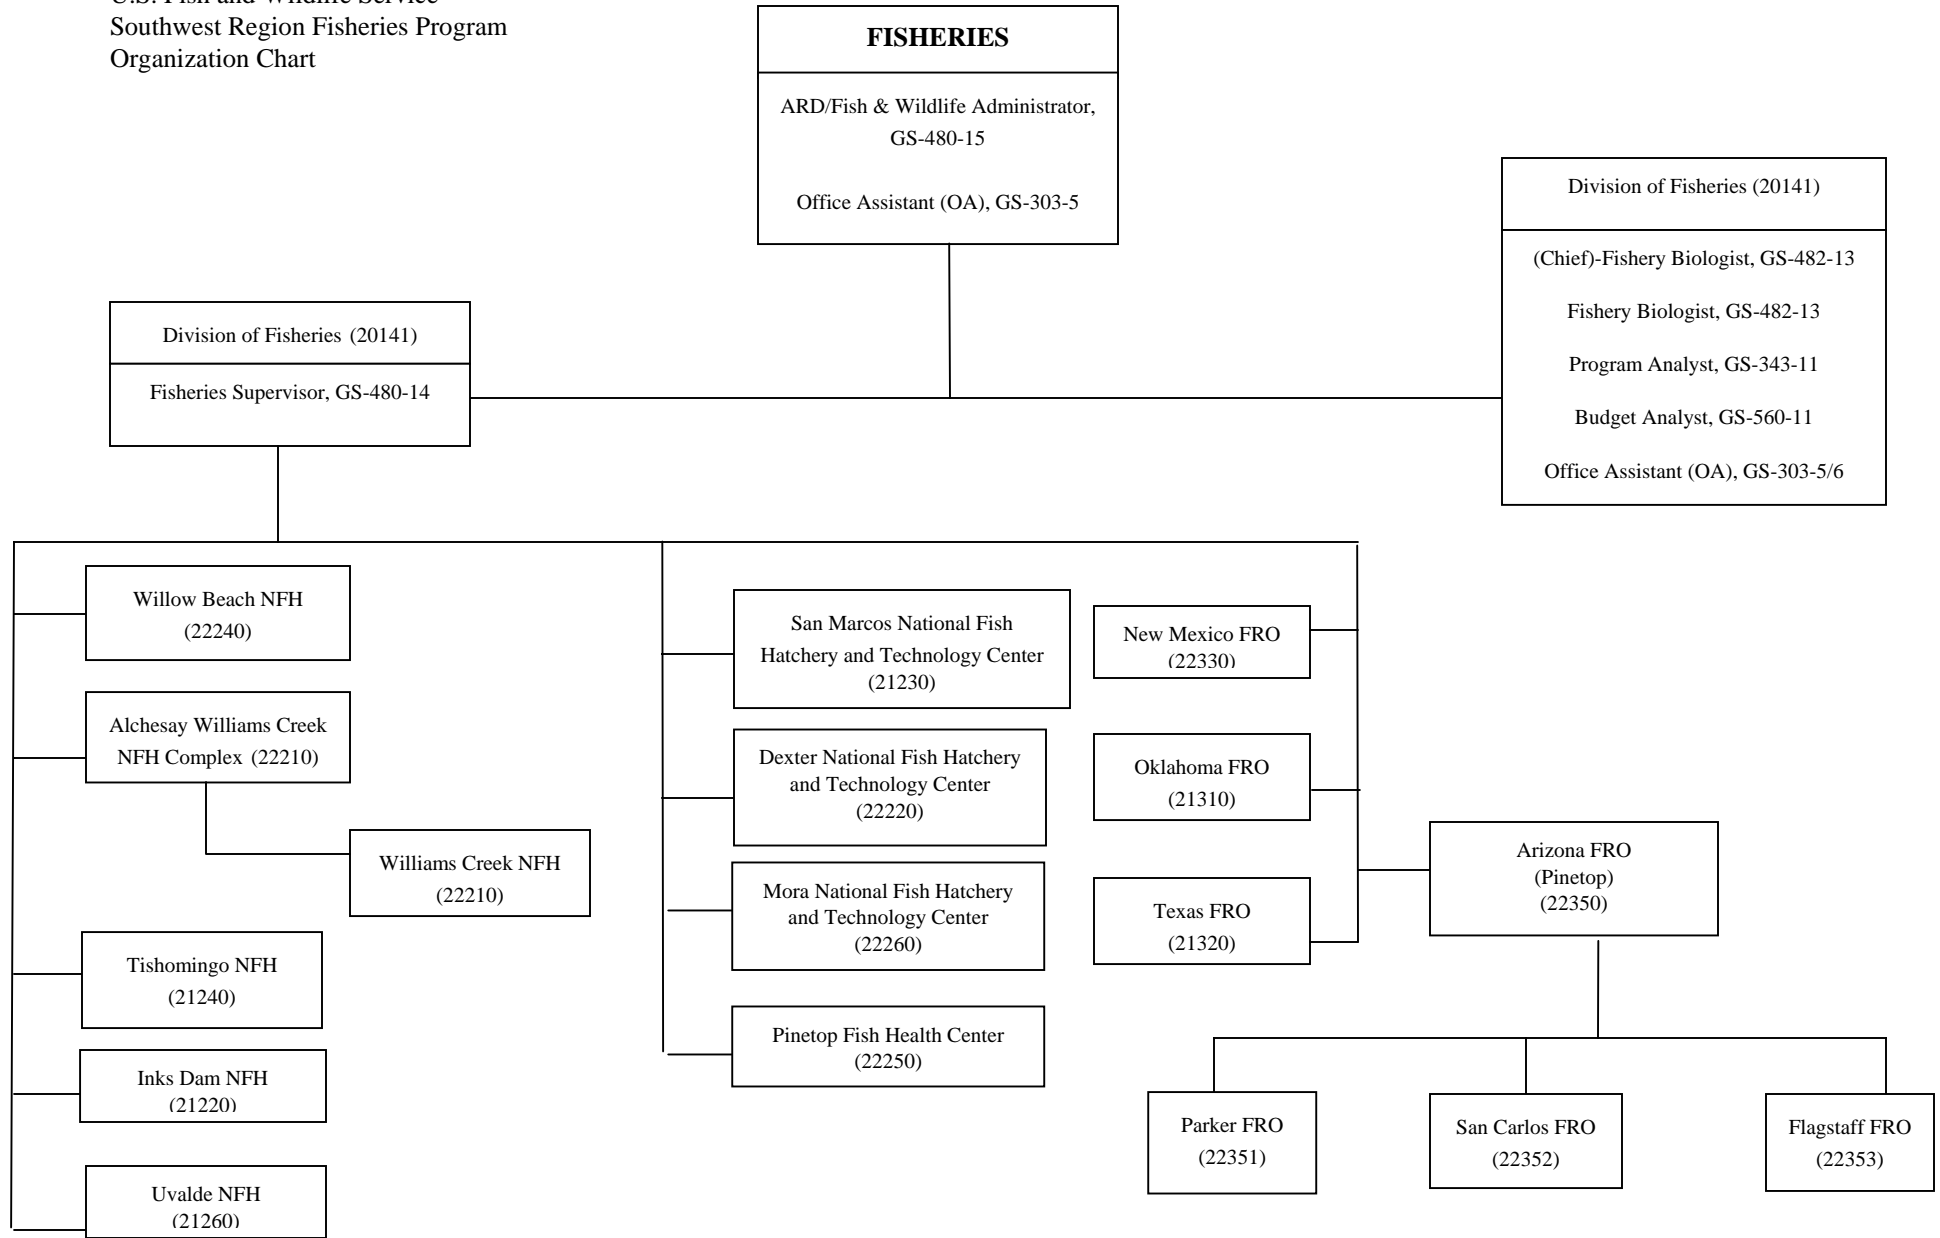 U.S. Fish and Wildlife Service
Southwest Region Fisheries Program
Organization Chart
FISHERIES
ARD/Fish & Wildlife Administrator,
GS-480-15
Office Assistant (OA), GS-303-5
Division of Fisheries (20141)
(Chief)-Fishery Biologist, GS-482-13
Fishery Biologist, GS-482-13
Program Analyst, GS-343-11
Budget Analyst, GS-560-11
Office Assistant (OA), GS-303-5/6
Division of Fisheries (20141)
Fisheries Supervisor, GS-480-14
Willow Beach NFH
(22240)
Alchesay Williams Creek
NFH Complex (22210)
Williams Creek NFH
(22210)
Tishomingo NFH
(21240)
Inks Dam NFH
(21220)
Uvalde NFH
(21260)
San Marcos National Fish
Hatchery and Technology Center
(21230)
Dexter National Fish Hatchery
and Technology Center
(22220)
Mora National Fish Hatchery
and Technology Center
(22260)
Pinetop Fish Health Center
(22250)
New Mexico FRO
(22330)
Oklahoma FRO
(21310)
Texas FRO
(21320)
Arizona FRO
(Pinetop)
(22350)
Parker FRO
(22351)
San Carlos FRO
(22352)
Flagstaff FRO
(22353)